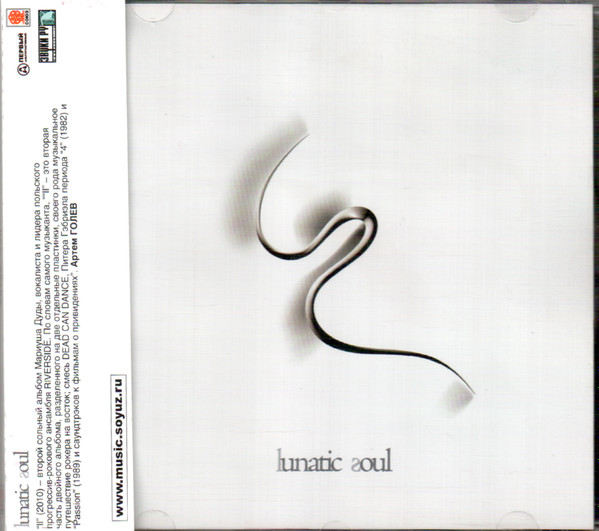 lunatic soul
"II" (2010) – второй сольный альбом Мариуша Дуды, вокалиста и лидера польского
прогрессив-рокового ансамбля RIVERSIDE. По словам самого музыканта, "II" – это вторая
часть двойного альбома, разделенного на две отдельные пластинки, своего рода музыкальное
путешествие рокера на восток; смесь DEAD CAN DANCE, Питера Гэбриэла периода "4" (1982) и
"Passion" (1989) и саундтрэков к фильмам о привидениях". Артем ГОЛЕВ
www.music.soyuz.ru
ПЕРВЫЙ
ЗВУКИ РУ
СОЮЗ
lunatic soul